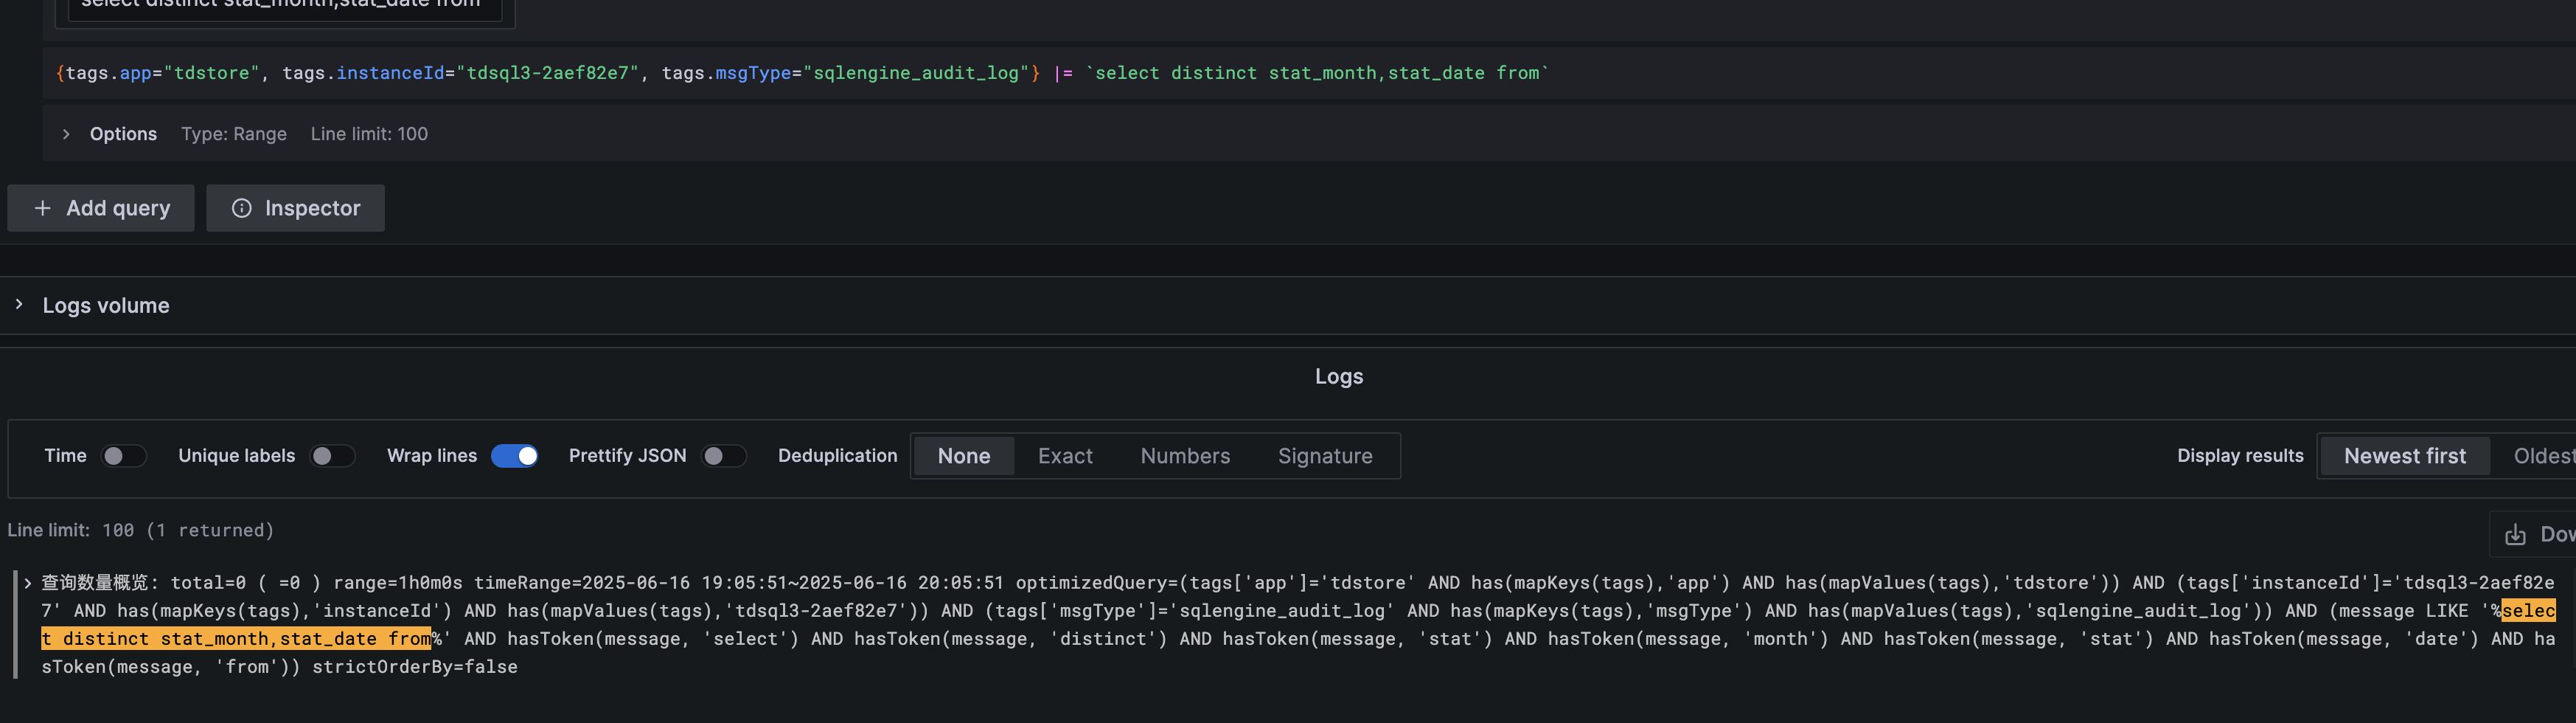 select distinct stat_month,stat_date from
{tags.app="tdstore", tags.instanceId="tdsql3-2aef82e7", tags.msgType="sqlengine_audit_log"} |= `select distinct stat_month,stat_date from`
Options Type: Range Line limit: 100
+ Add query Inspector
Logs volume
Logs
Time Unique labels Wrap lines Prettify JSON Deduplication None Exact Numbers Signature Display results Newest first Oldest
Line limit: 100 (1 returned)
Dow
查询数量概览: total=0 ( =0 ) range=1h0m0s timeRange=2025-06-16 19:05:51~2025-06-16 20:05:51 optimizedQuery=(tags['app']='tdstore' AND has(mapKeys(tags),'app') AND has(mapValues(tags),'tdstore')) AND (tags['instanceId']='tdsql3-2aef82e
7' AND has(mapKeys(tags),'instanceId') AND has(mapValues(tags),'tdsql3-2aef82e7')) AND (tags['msgType']='sqlengine_audit_log' AND has(mapKeys(tags),'msgType') AND has(mapValues(tags),'sqlengine_audit_log')) AND (message LIKE '%selec
t distinct stat_month,stat_date from%' AND hasToken(message, 'select') AND hasToken(message, 'distinct') AND hasToken(message, 'stat') AND hasToken(message, 'month') AND hasToken(message, 'stat') AND hasToken(message, 'date') AND ha
sToken(message, 'from')) strictOrderBy=false